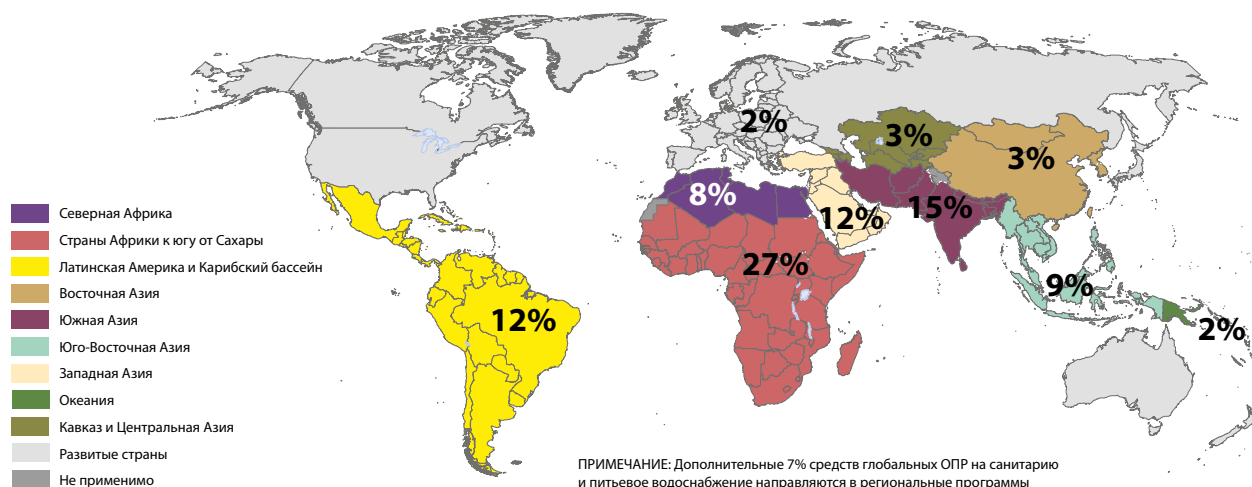 2%
3%
3%
8%
12%
15%
27%
9%
12%
2%
Северная Африка
Страны Африки к югу от Сахары
Латинская Америка и Карибский бассейн
Восточная Азия
Южная Азия
Юго-Восточная Азия
Западная Азия
Океания
Кавказ и Центральная Азия
Развитые страны
Не применимо
ПРИМЕЧАНИЕ: Дополнительные 7% средств глобальных ОПР на санитарию
и питьевое водоснабжение направляются в региональные программы